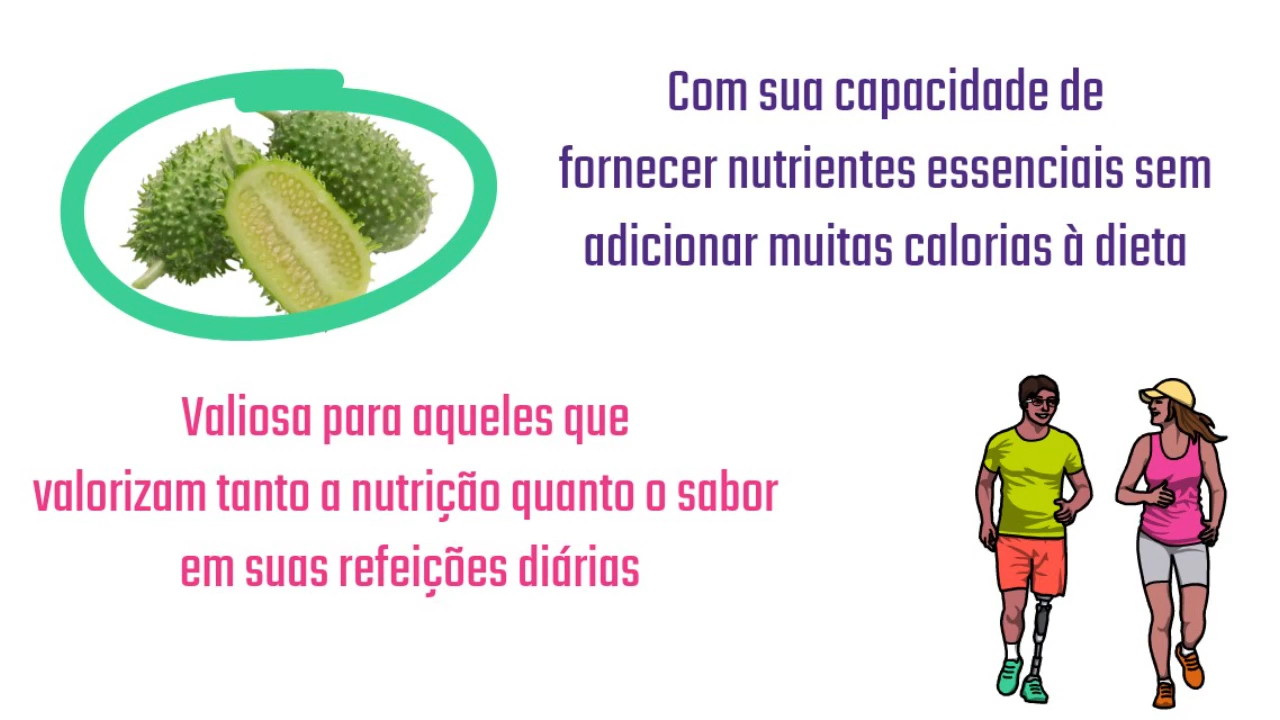 Com sua capacidade de
fornecer nutrientes essenciais sem
adicionar muitas calorias à dieta
Valiosa para aqueles que
valorizam tanto a nutrição quanto o sabor
em suas refeições diárias